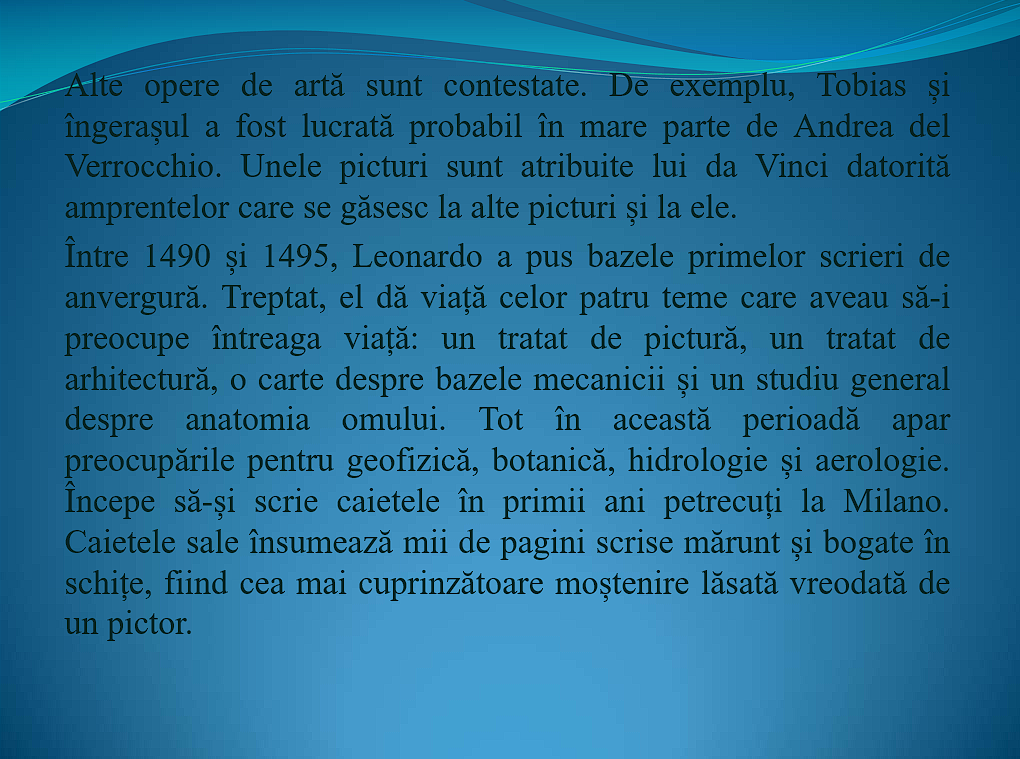 Alte opere de artă sunt contestate. De exemplu, Tobias și
îngerașul a fost lucrată probabil în mare parte de Andrea del
Verrocchio. Unele picturi sunt atribuite lui da Vinci datorită
amprentelor care se găsesc la alte picturi și la ele.
Între 1490 și 1495, Leonardo a pus bazele primelor scrieri de
anvergură. Treptat, el dă viață celor patru teme care aveau să-i
preocupe întreaga viață: un tratat de pictură, un tratat de
arhitectură, o carte despre bazele mecanicii și un studiu general
despre anatomia omului. Tot în această perioadă apar
preocupările pentru geofizică, botanică, hidrologie și aerologie.
Începe să-și scrie caietele în primii ani petrecuți la Milano.
Caietele sale însumează mii de pagini scrise mărunt și bogate în
schițe, fiind cea mai cuprinzătoare moștenire lăsată vreodată de
un pictor.